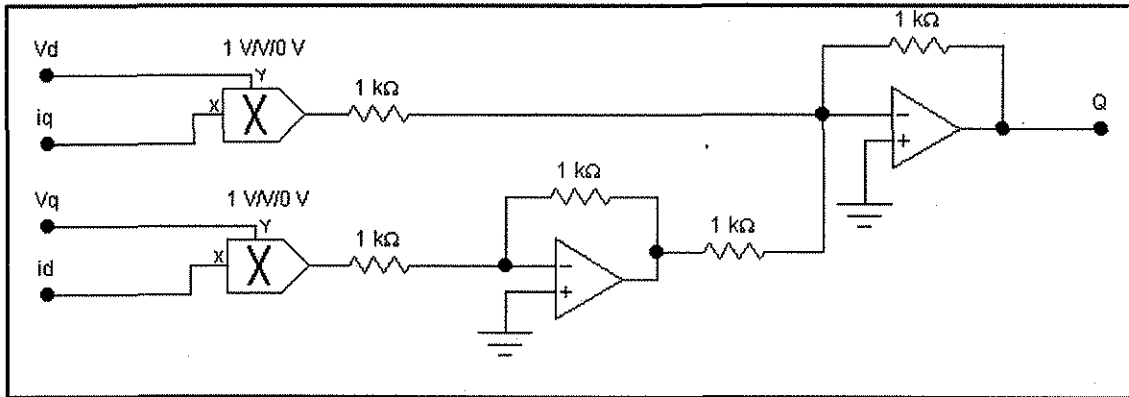 1 kΩ
Vd
1 V/V/0 V
Y
1 kΩ
X
X
iq
Q
−
+
1 kΩ
Vq
1 V/V/0 V
Y
1 kΩ
1 kΩ
X
X
id
−
+